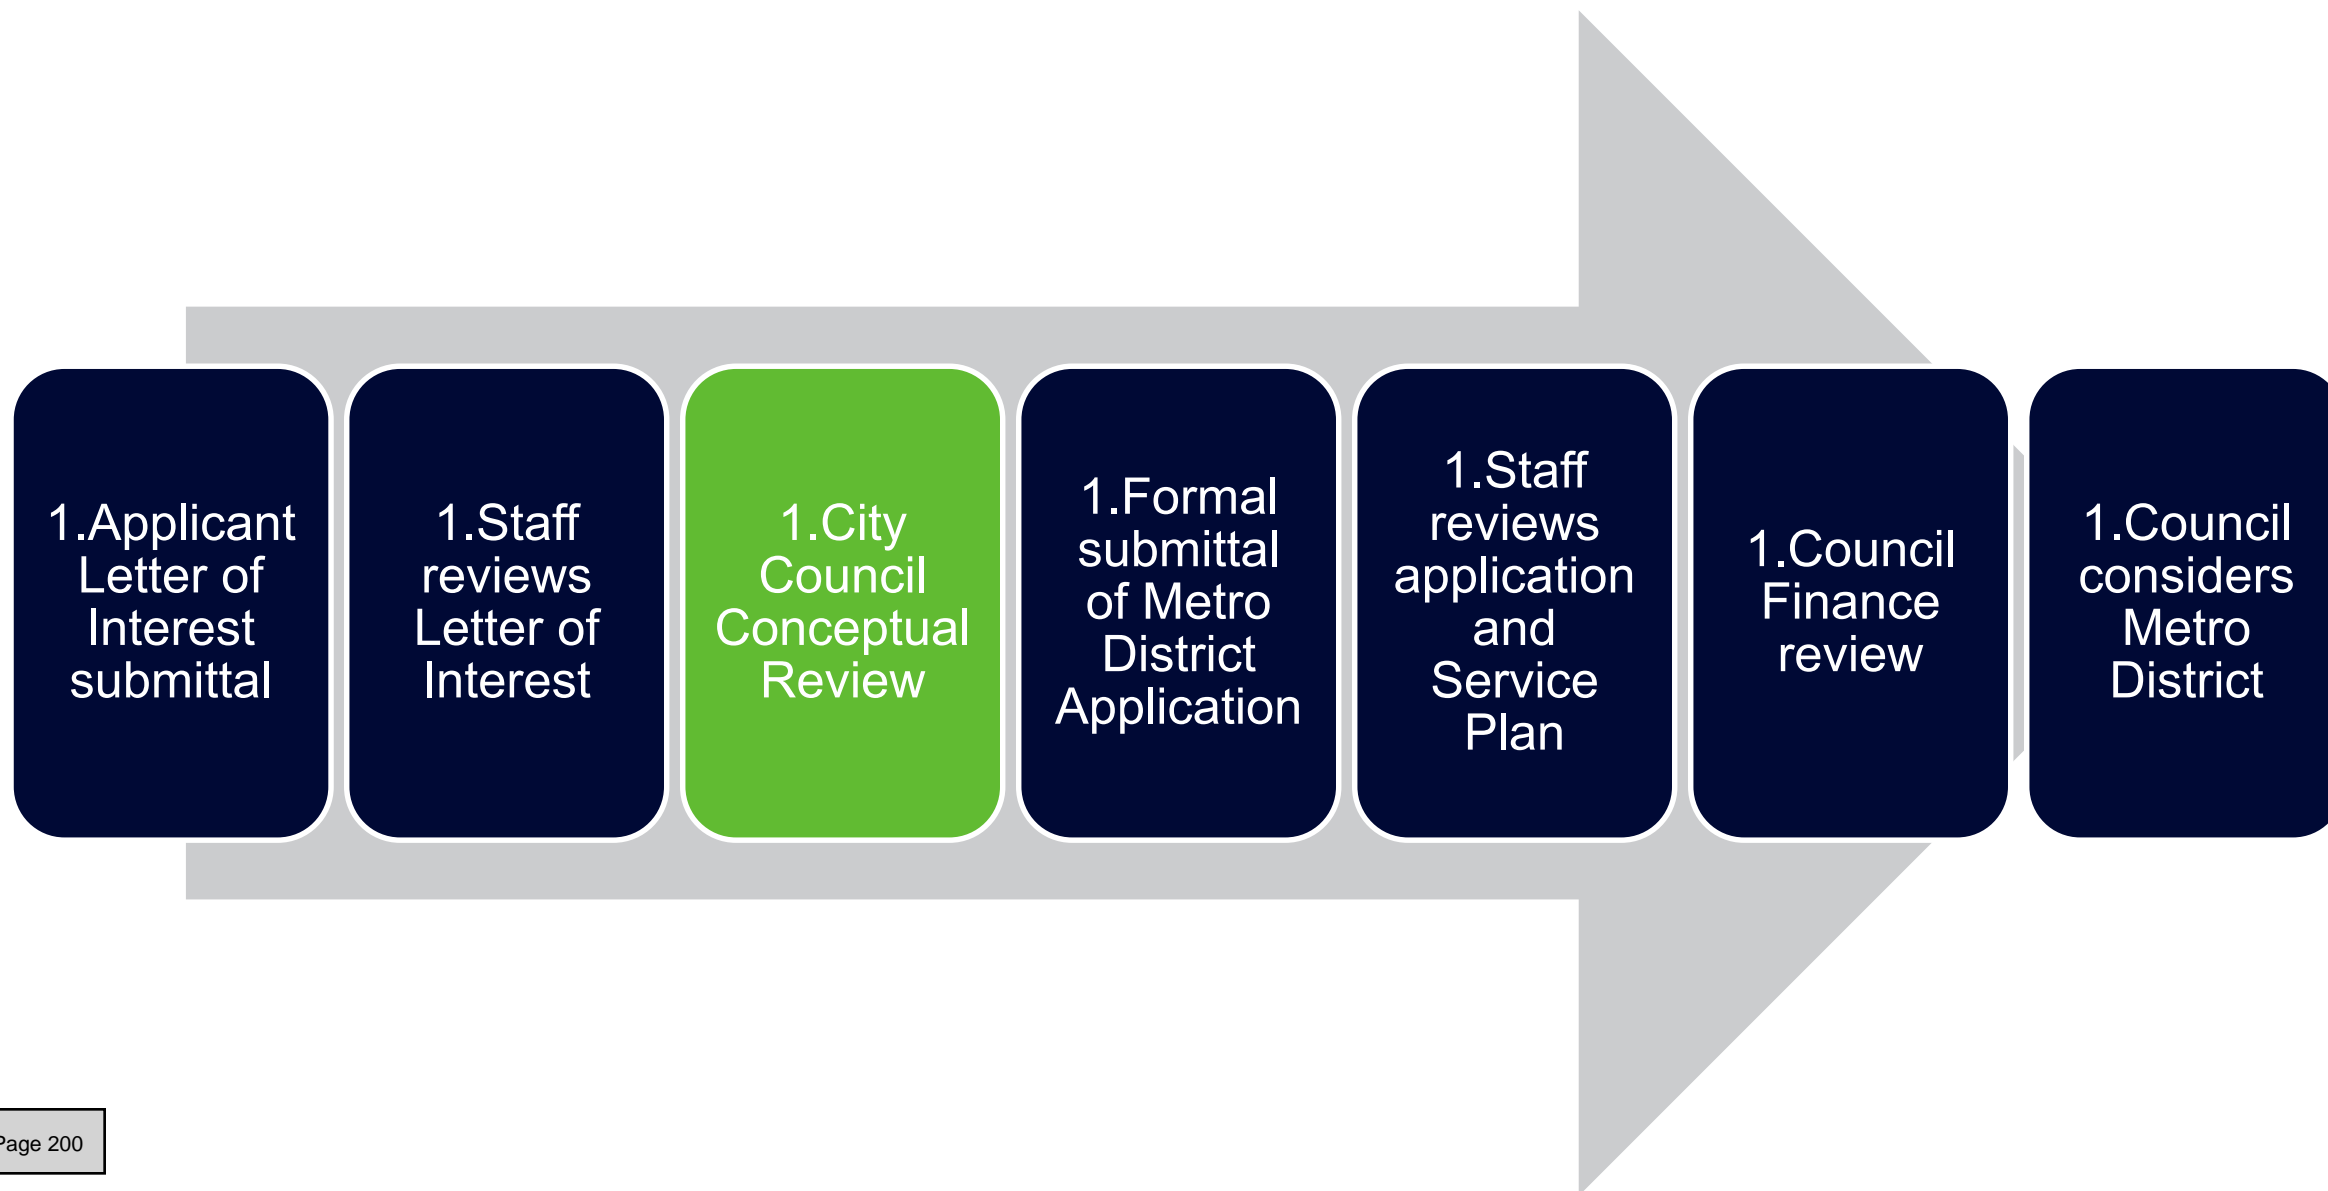 1.Applicant
Letter of
Interest
submittal
1.Staff
reviews
Letter of
Interest
1.City
Council
Conceptual
Review
1.Formal
submittal
of Metro
District
Application
1.Staff
reviews
application
and
Service
Plan
1.Council
Finance
review
1.Council
considers
Metro
District
Page 200